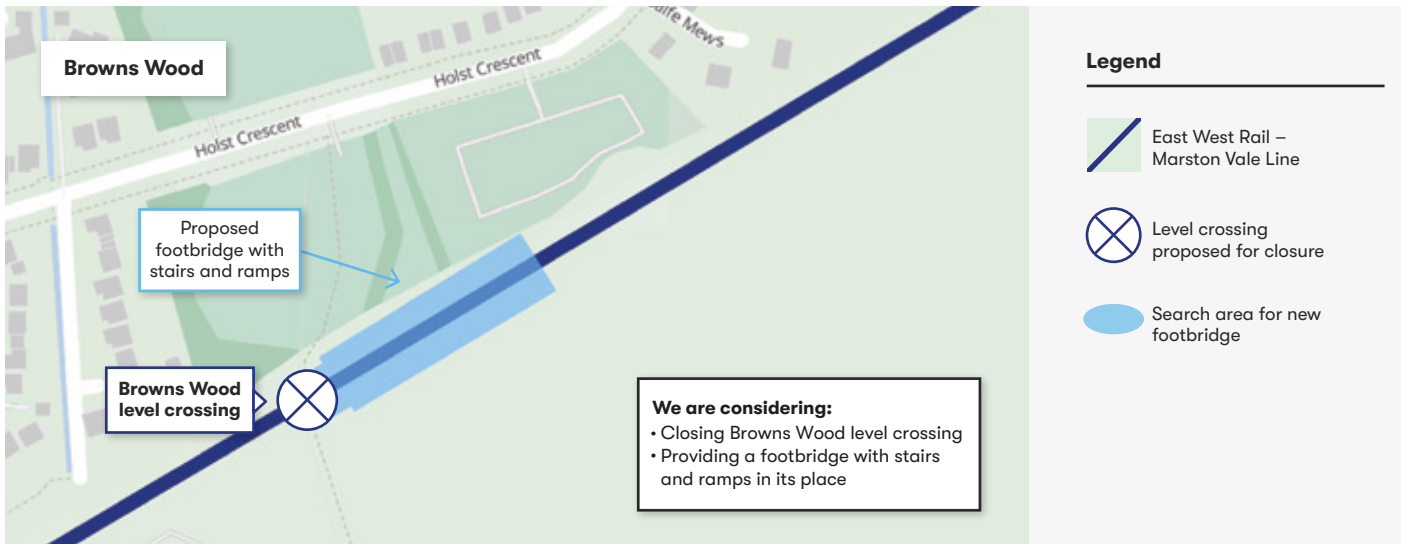 Browns Wood
Holst Crescent
Holst Crescent
Mews
Proposed
footbridge with
stairs and ramps
Browns Wood
level crossing
We are considering:
• Closing Browns Wood level crossing
• Providing a footbridge with stairs
and ramps in its place
Legend
East West Rail –
Marston Vale Line
Level crossing
proposed for closure
Search area for new
footbridge